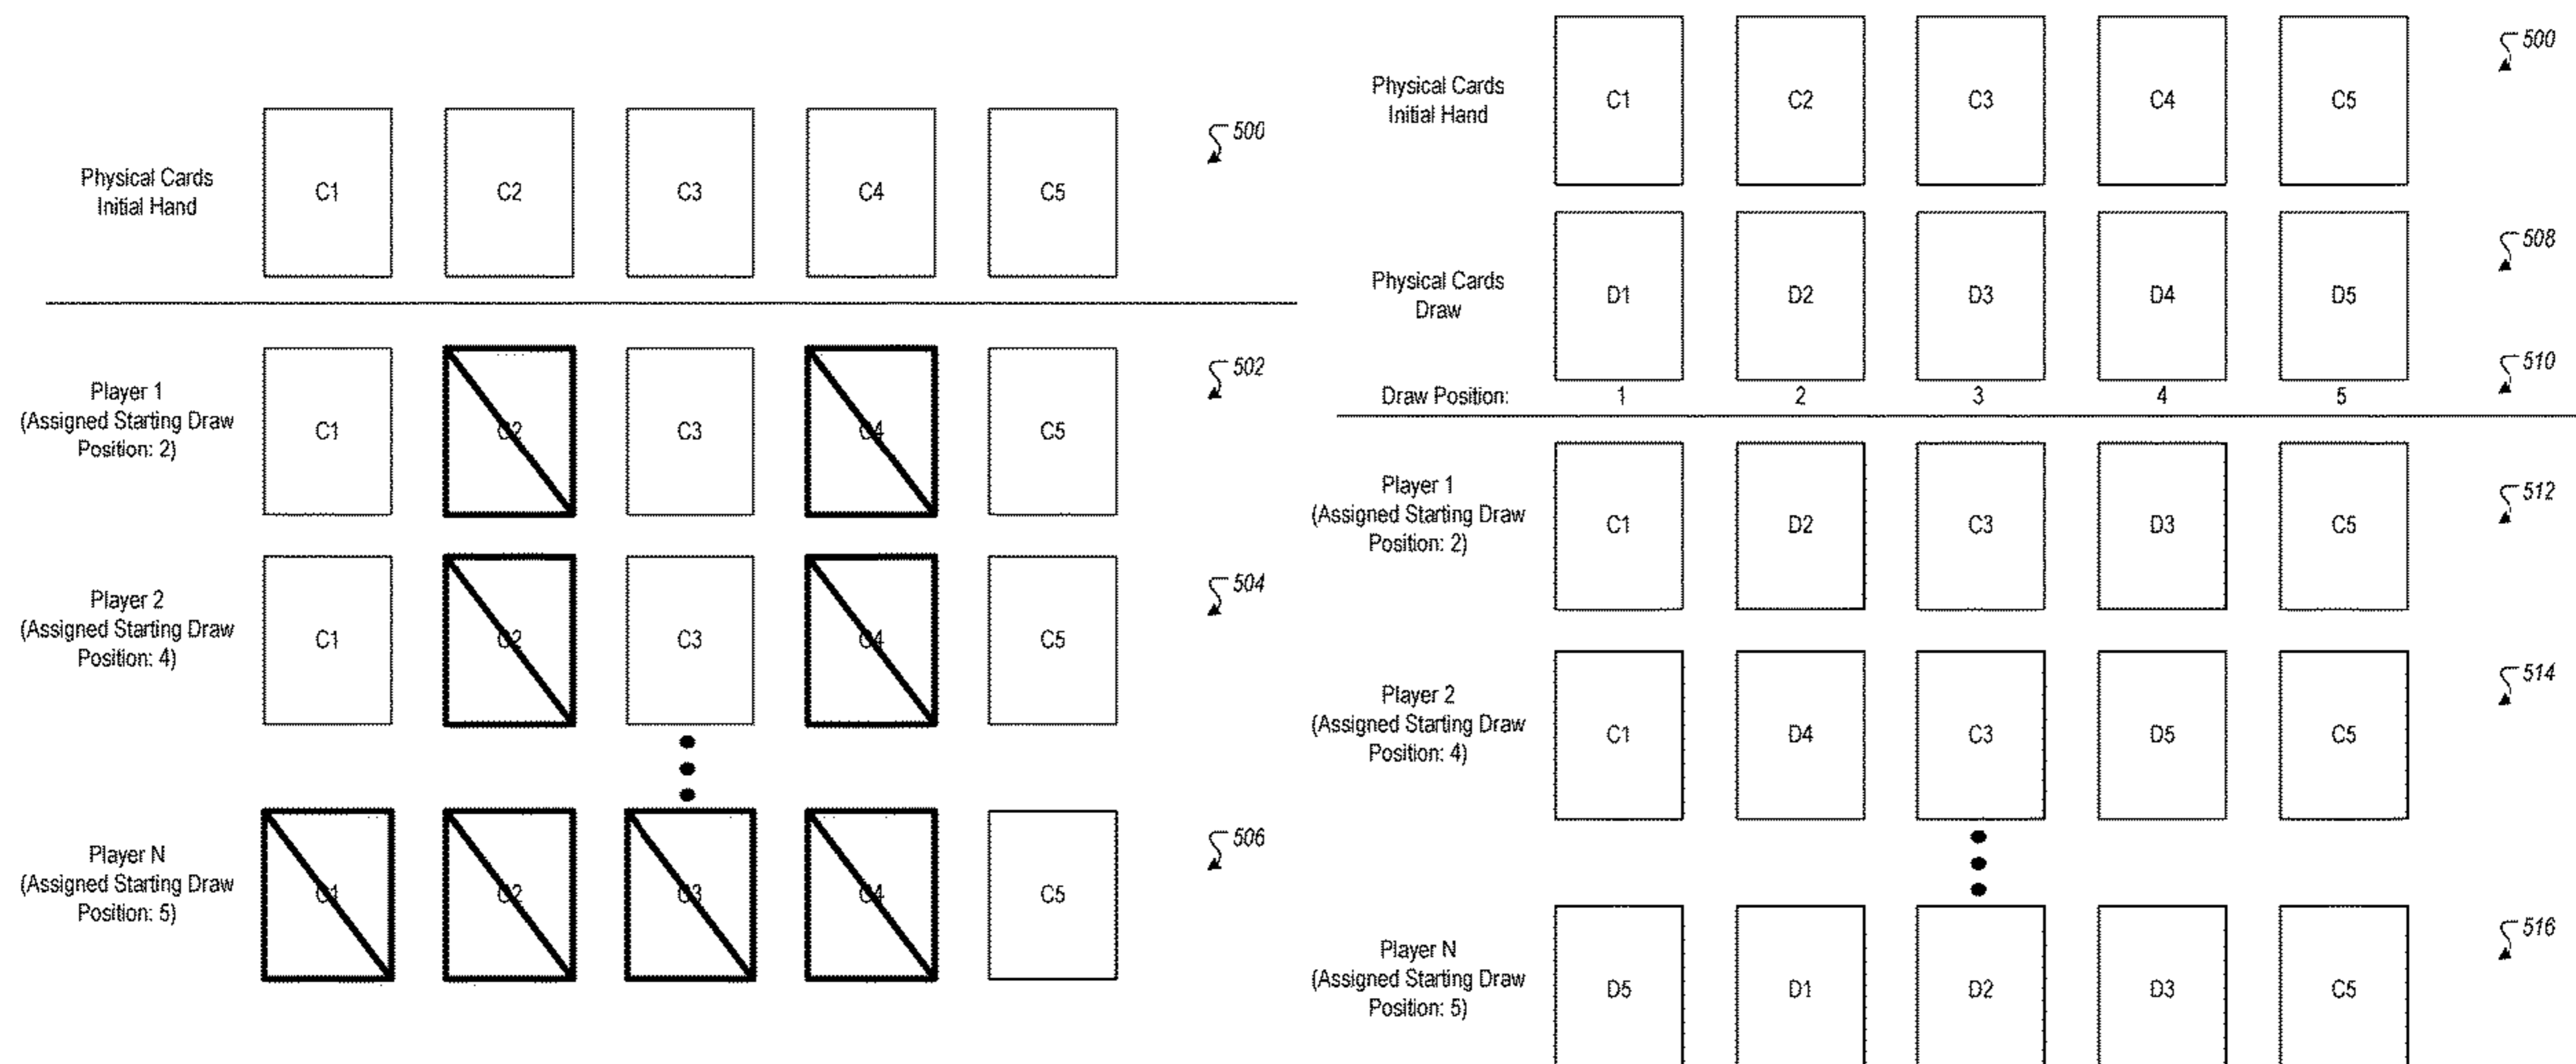 Physical Cards
Initial Hand
C1 C2 C3 C4 C5
500
Player 1
(Assigned Starting Draw
Position: 2)
C1 C2 C3 C4 C5
502
Player 2
(Assigned Starting Draw
Position: 4)
C1 C2 C3 C4 C5
504
Player N
(Assigned Starting Draw
Position: 5)
C1 C2 C3 C4 C5
506
Physical Cards
Initial Hand
C1 C2 C3 C4 C5
500
Physical Cards
Draw
D1 D2 D3 D4 D5
508
Draw Position: 1 2 3 4 5
510
Player 1
(Assigned Starting Draw
Position: 2)
C1 D2 C3 D3 C5
512
Player 2
(Assigned Starting Draw
Position: 4)
C1 D4 C3 D5 C5
514
Player N
(Assigned Starting Draw
Position: 5)
D5 D1 D2 D3 C5
516